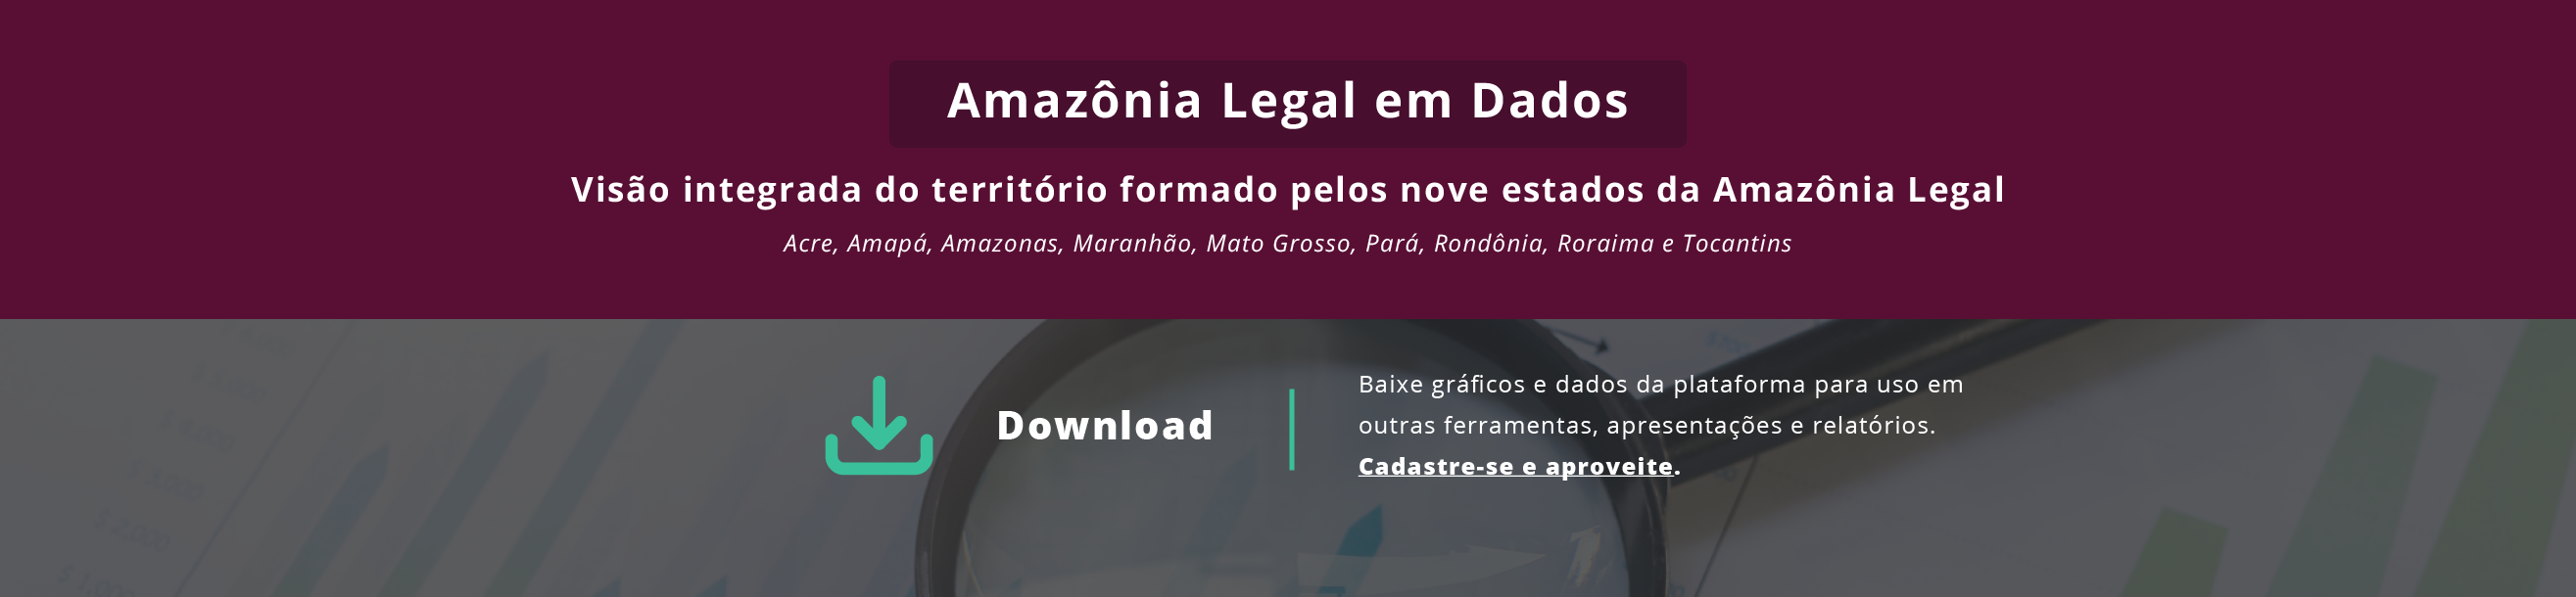 Amazônia Legal em Dados
Visão integrada do território formado pelos nove estados da Amazônia Legal
Acre, Amapá, Amazonas, Maranhão, Mato Grosso, Pará, Rondônia, Roraima e Tocantins
Download
Baixe gráficos e dados da plataforma para uso em
outras ferramentas, apresentações e relatórios.
Cadastre-se e aproveite.